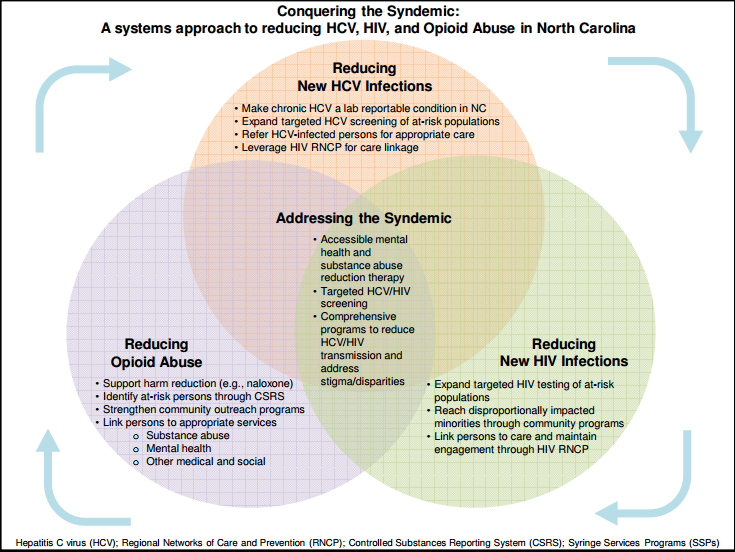 Conquering the Syndemic:
A systems approach to reducing HCV, HIV, and Opioid Abuse in North Carolina
Reducing
New HCV Infections
• Make chronic HCV a lab reportable condition in NC
• Expand targeted HCV screening of at-risk populations
• Refer HCV-infected persons for appropriate care
• Leverage HIV RNCP for care linkage
Addressing the Syndemic
• Accessible mental
health and
substance abuse
reduction therapy
• Targeted HCV/HIV
screening
• Comprehensive
programs to reduce
HCV/HIV
transmission and
address
stigma/disparities
Reducing
Opioid Abuse
• Support harm reduction (e.g., naloxone)
• Identify at-risk persons through CSRS
• Strengthen community outreach programs
• Link persons to appropriate services
o Substance abuse
o Mental health
o Other medical and social
Reducing
New HIV Infections
• Expand targeted HIV testing of at-risk
populations
• Reach disproportionally impacted
minorities through community programs
• Link persons to care and maintain
engagement through HIV RNCP
Hepatitis C virus (HCV); Regional Networks of Care and Prevention (RNCP); Controlled Substances Reporting System (CSRS); Syringe Services Programs (SSPs)